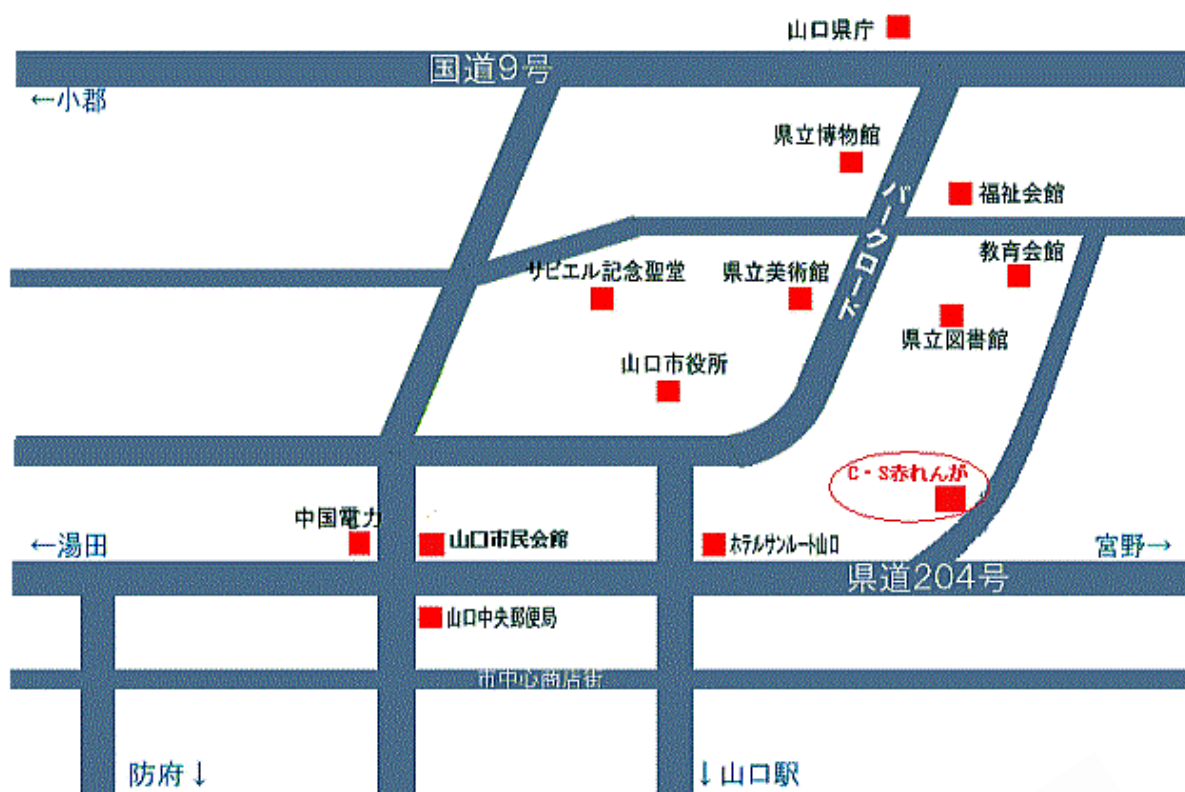 山口県庁
国道9号
←小郡
県立博物館
福祉会館
パークロード
教育会館
サビエル記念聖堂
県立美術館
県立図書館
山口市役所
C・S赤れんが
中国電力
←湯田
山口市民会館
ホテルサンルート山口
宮野→
県道204号
山口中央郵便局
市中心商店街
防府↓
↓山口駅